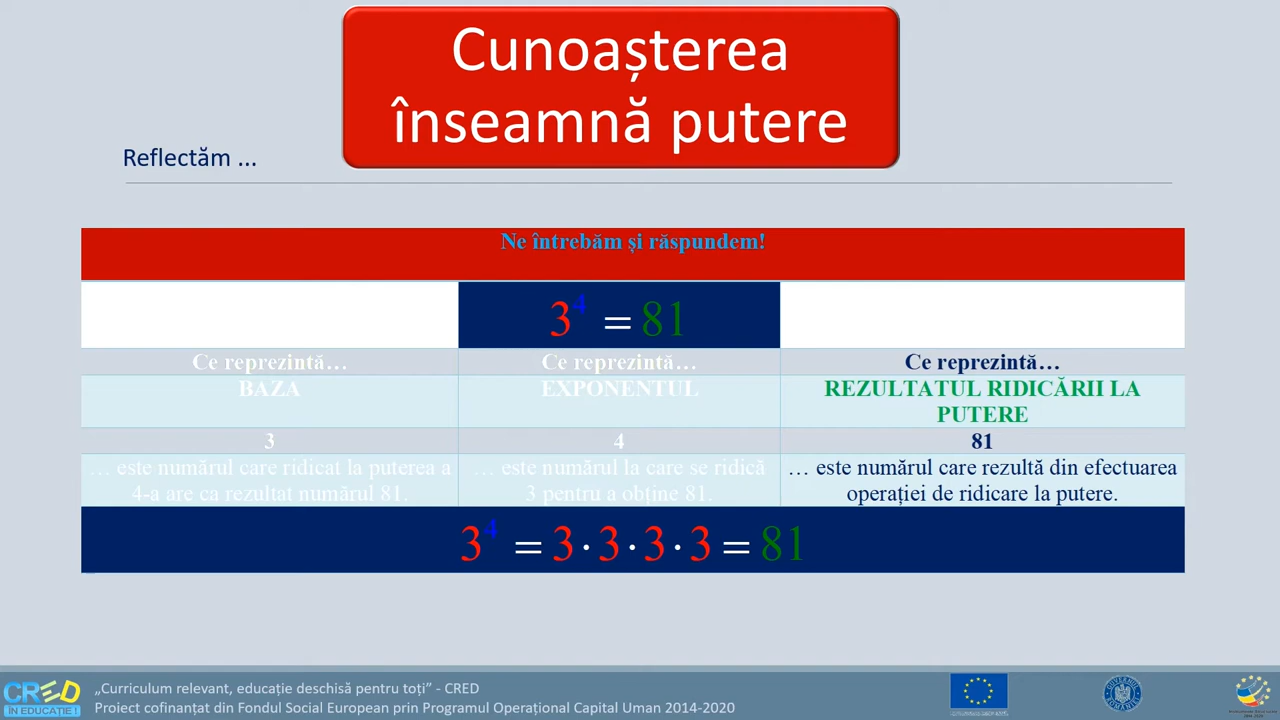 Cunoașterea
înseamnă putere
Reflectăm ...
Ne întrebăm și răspundem!
3⁴ = 81
Ce reprezintă… Ce reprezintă… Ce reprezintă…
BAZA EXPONENTUL REZULTATUL RIDICĂRII LA
PUTERE
3 4 81
… este numărul care ridicat la puterea a … este numărul la care se ridică … este numărul care rezultă din efectuarea
4-a are ca rezultat numărul 81. 3 pentru a obține 81. operației de ridicare la putere.
3⁴ = 3 · 3 · 3 · 3 = 81
CRED
ÎN EDUCAȚIE !
„Curriculum relevant, educație deschisă pentru toți” - CRED
Proiect cofinanțat din Fondul Social European prin Programul Operațional Capital Uman 2014-2020